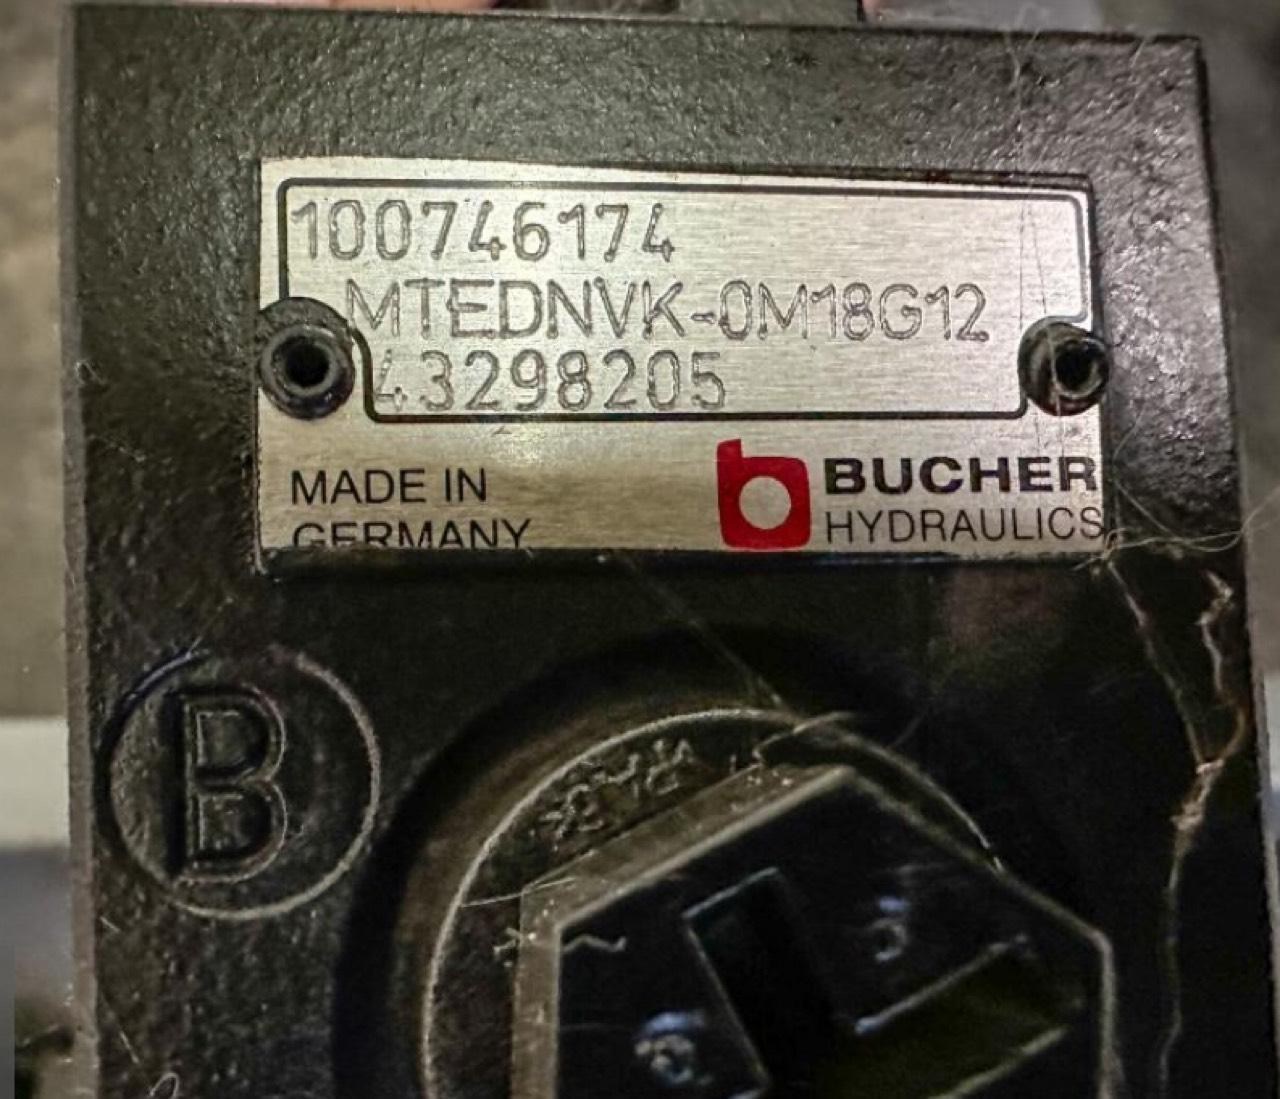 100746174
MTEDNVK-0M18G12
43298205
MADE IN
GERMANY
BUCHER
HYDRAULICS
B